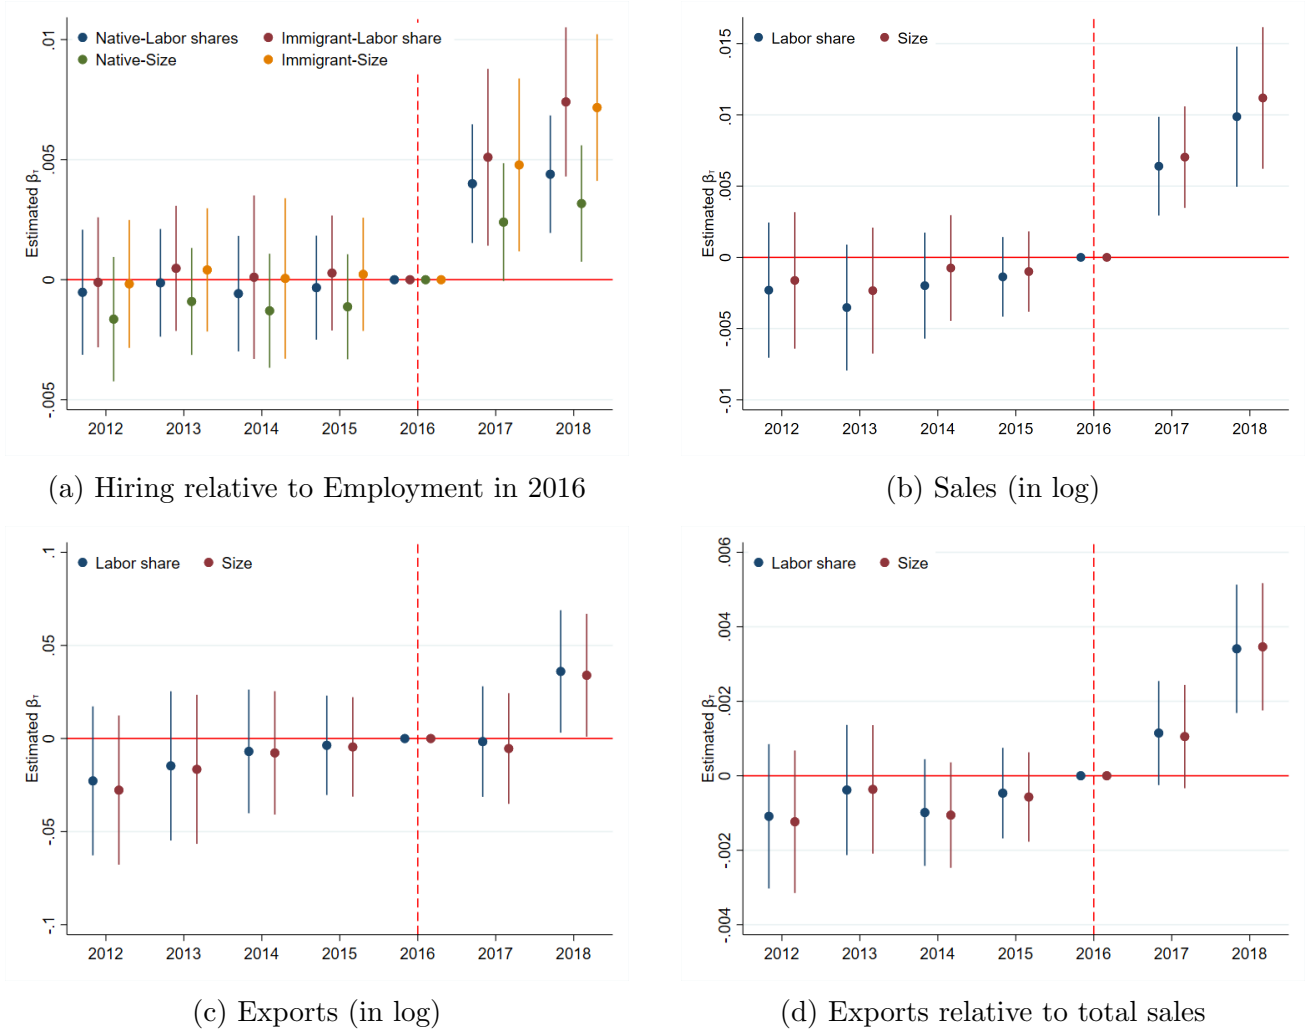 Native-Labor shares Immigrant-Labor share
Native-Size Immigrant-Size
Estimated βτ
.01
.005
0
-.005
2012 2013 2014 2015 2016 2017 2018
(a) Hiring relative to Employment in 2016
Labor share Size
Estimated βτ
.015
.01
.005
0
-.005
-.01
2012 2013 2014 2015 2016 2017 2018
(b) Sales (in log)
Labor share Size
Estimated βτ
.1
.05
0
-.05
-.1
2012 2013 2014 2015 2016 2017 2018
(c) Exports (in log)
Labor share Size
Estimated βτ
.006
.004
.002
0
-.002
-.004
2012 2013 2014 2015 2016 2017 2018
(d) Exports relative to total sales